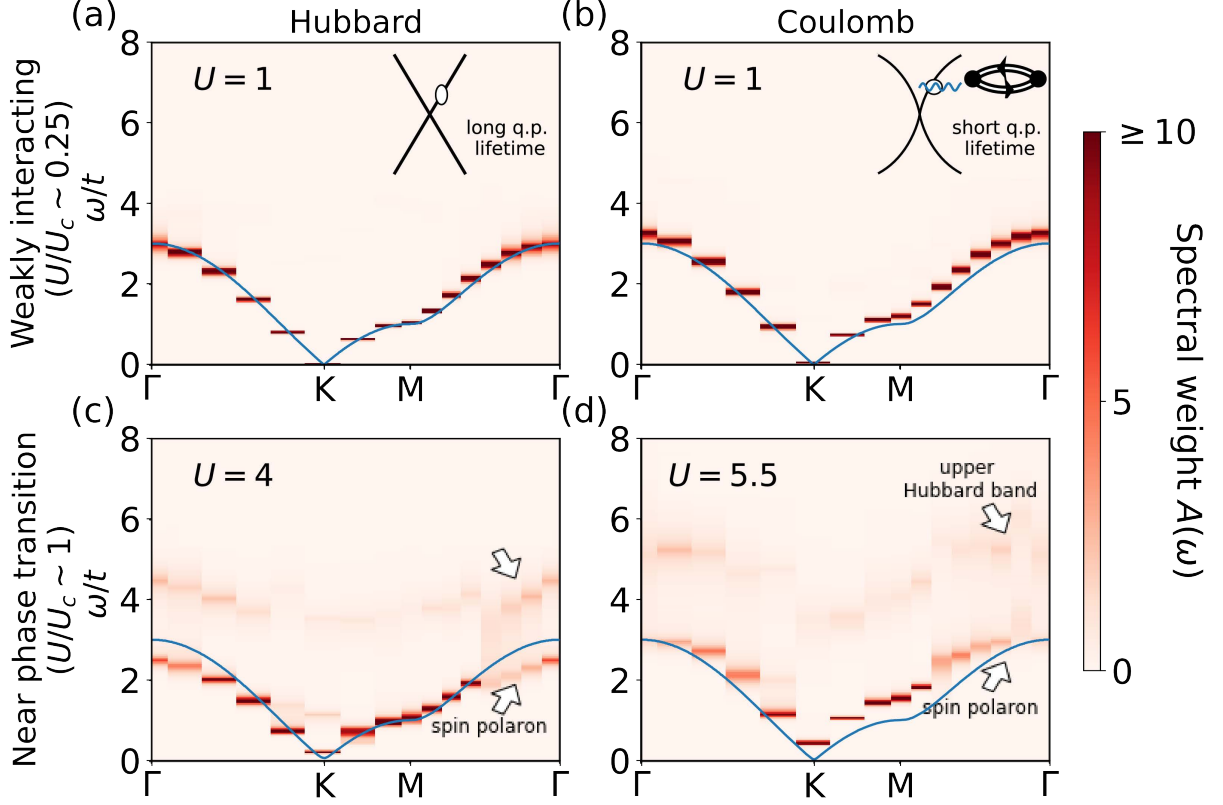 (a)
Hubbard
(b)
Coulomb
Weakly interacting
(U/U_c ~ 0.25)
ω/t
8
6
4
2
0
U = 1
long q.p.
lifetime
Γ
K
M
Γ
8
6
4
2
0
U = 1
short q.p.
lifetime
Γ
K
M
Γ
(c)
(d)
Near phase transition
(U/U_c ~ 1)
ω/t
8
6
4
2
0
U = 4
spin polaron
Γ
K
M
Γ
8
6
4
2
0
U = 5.5
upper
Hubbard band
spin polaron
Γ
K
M
Γ
≥ 10
5
0
Spectral weight A(ω)